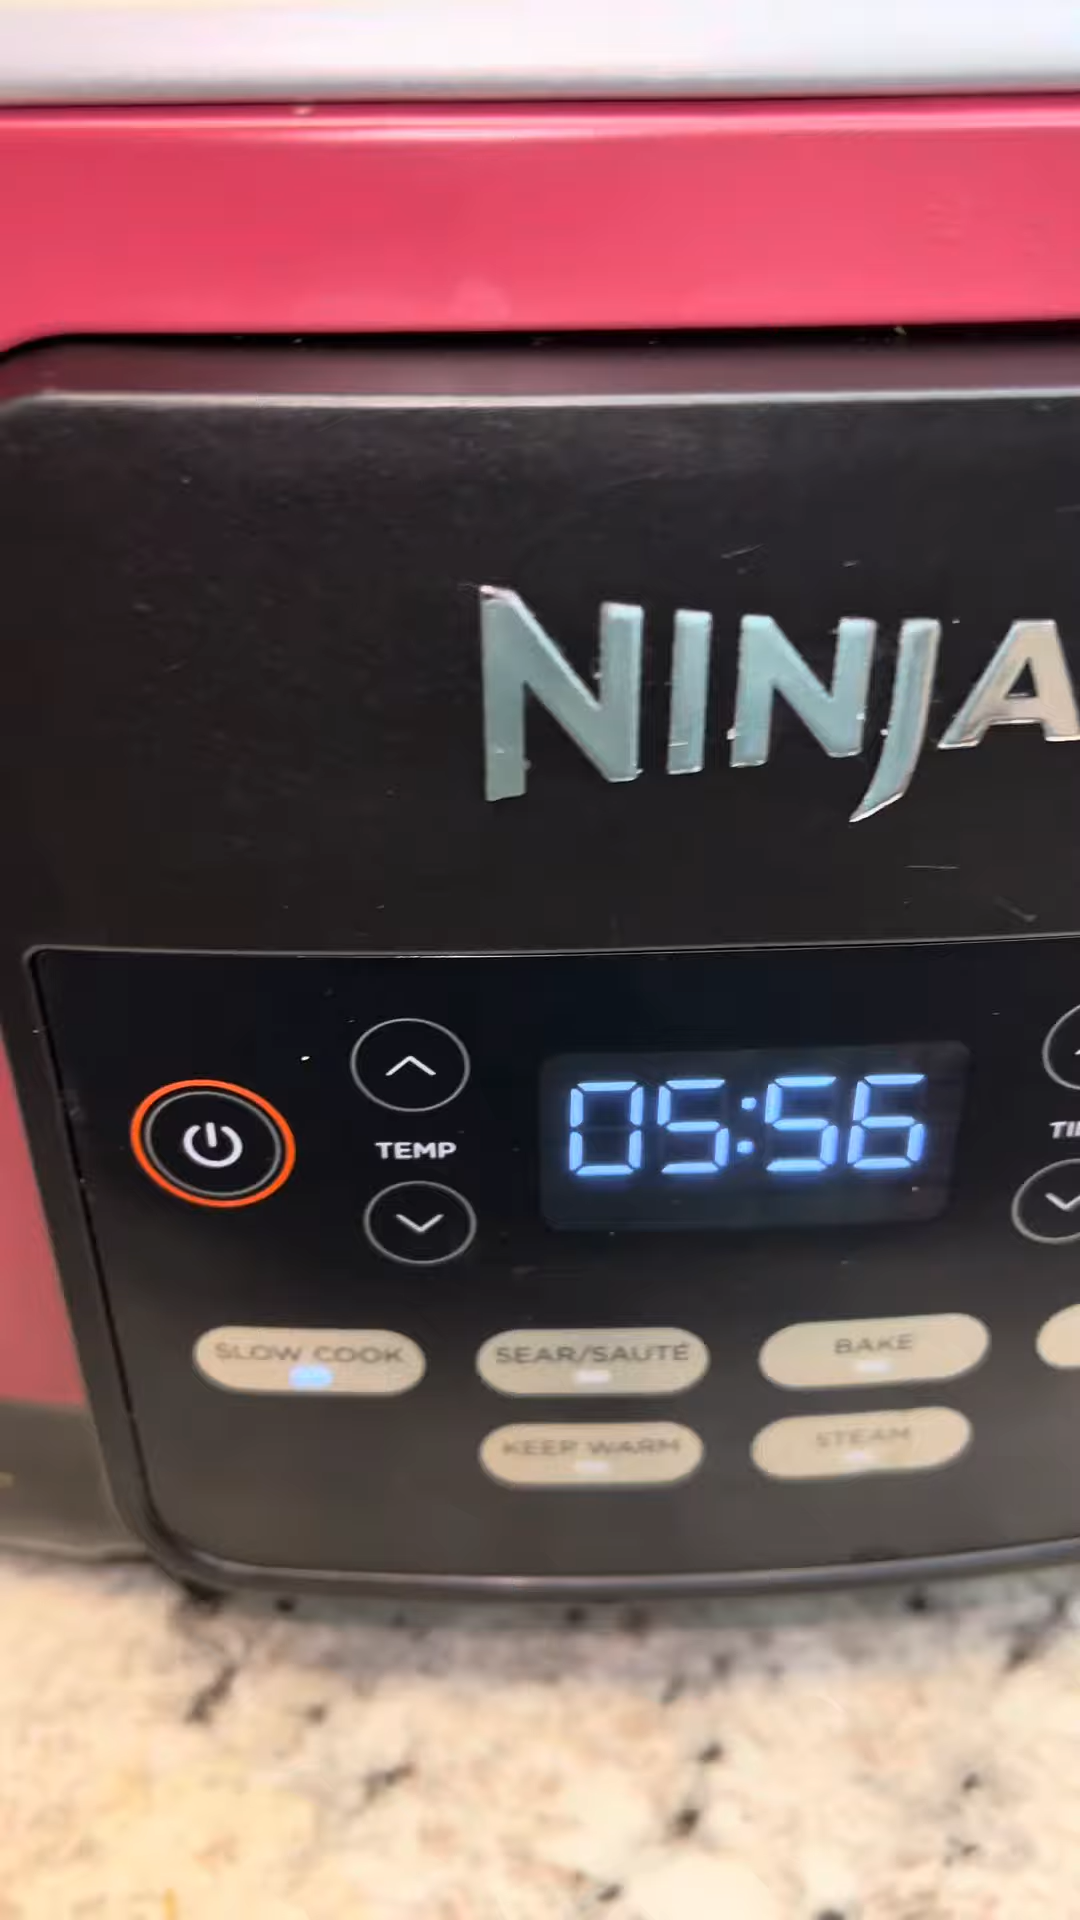 NINJA
TEMP
05:56
SLOW COOK
SEAR/SAUTÉ
BAKE
KEEP WARM
STEAM